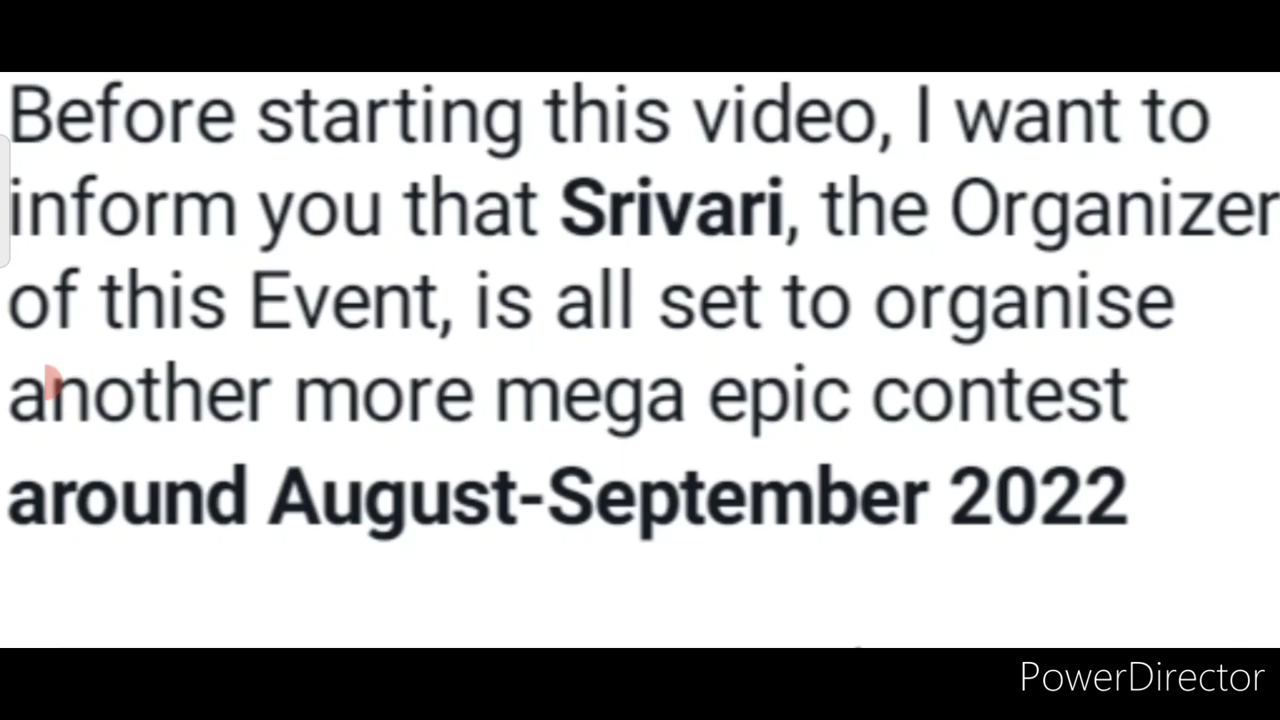 Before starting this video, I want to
inform you that Srivari, the Organizer
of this Event, is all set to organise
another more mega epic contest
around August-September 2022
PowerDirector